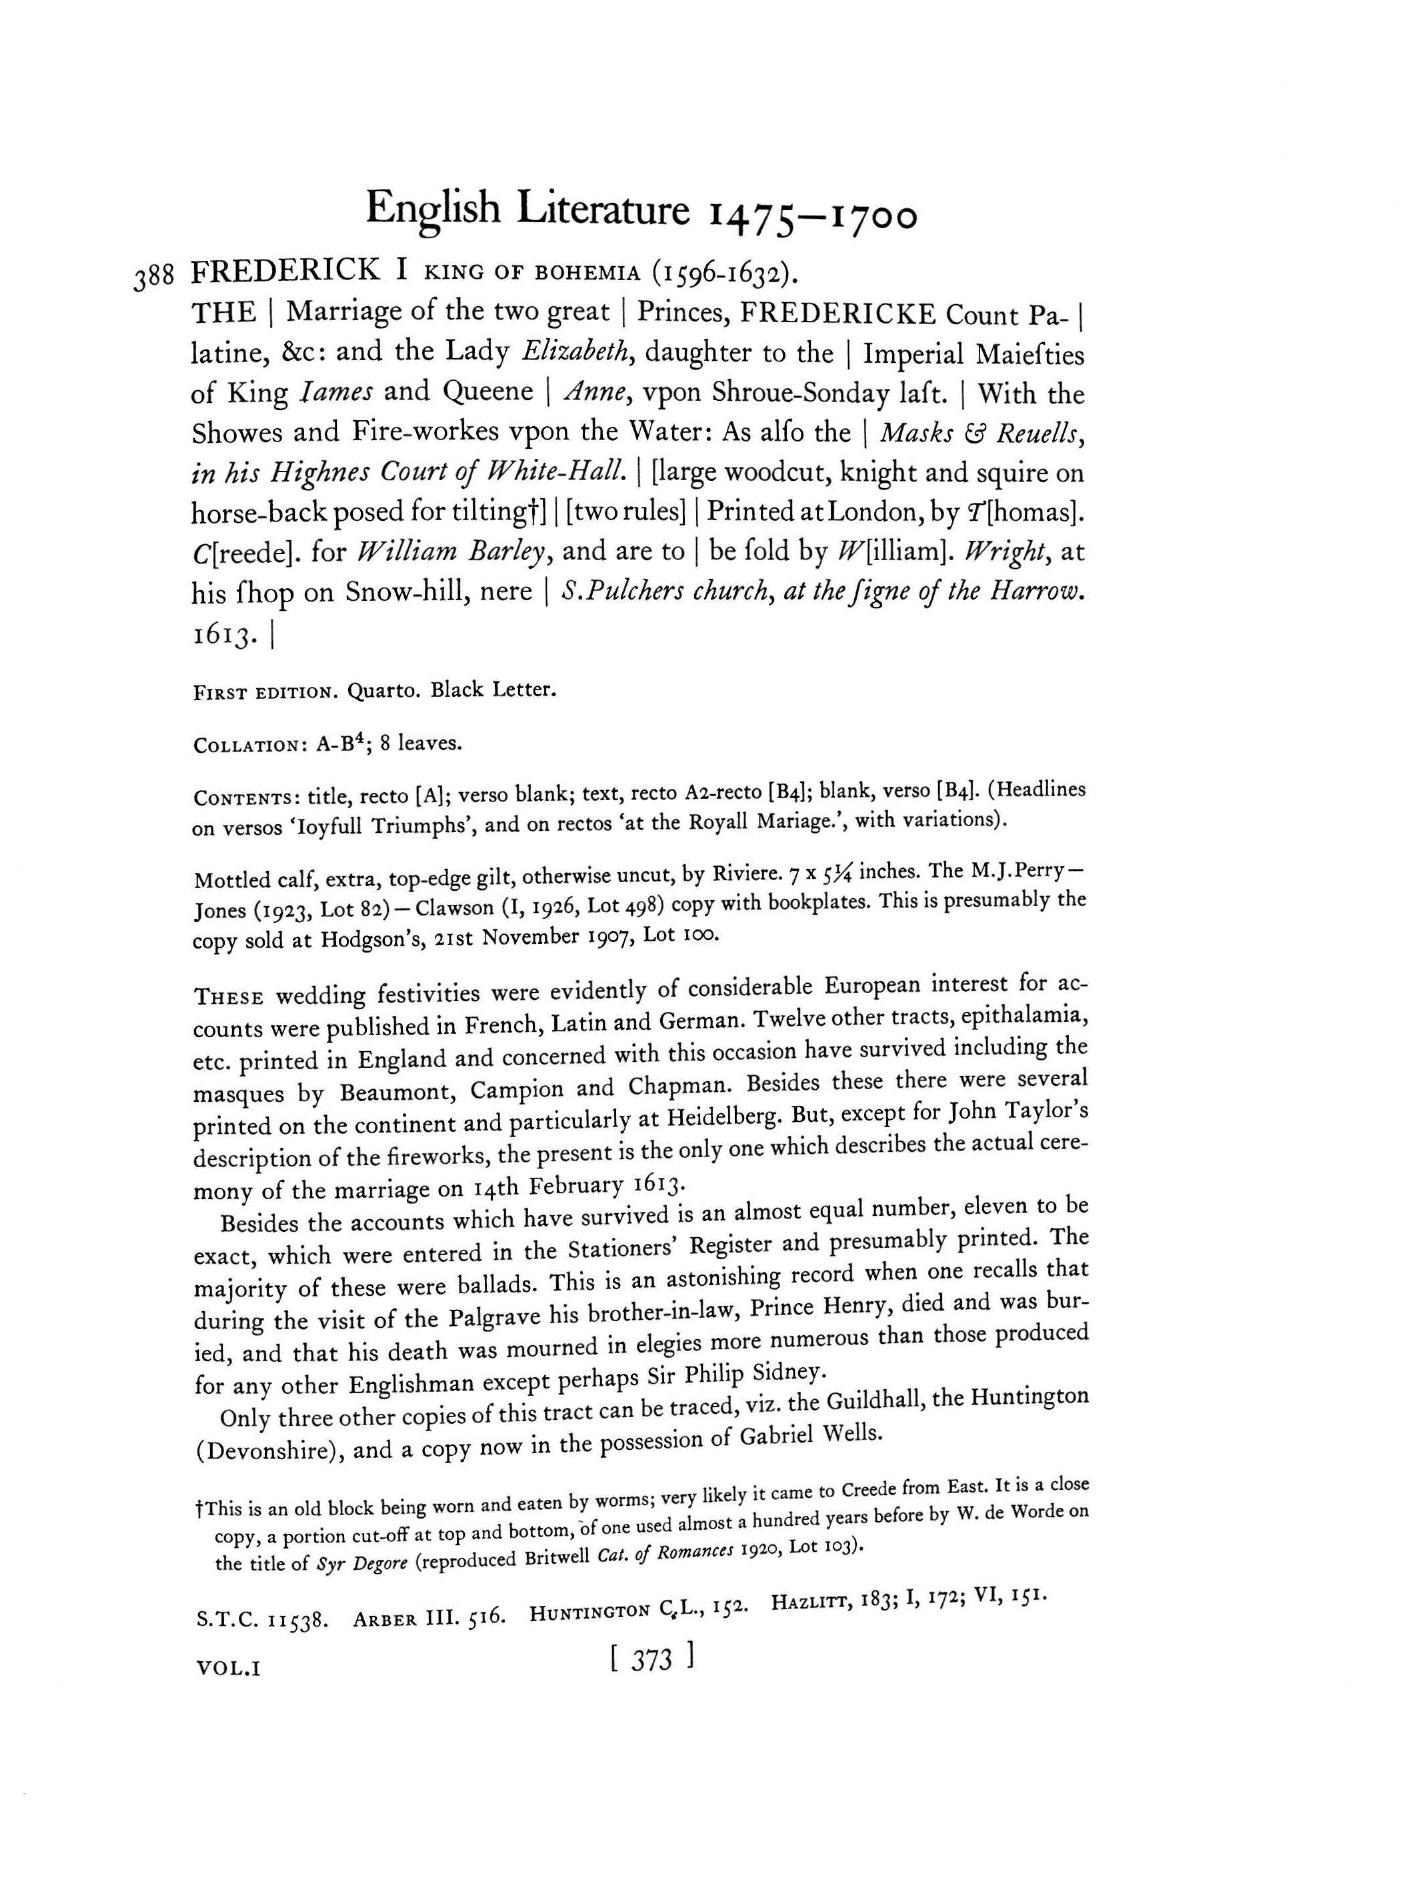 English Literature 1475–1700
388 FREDERICK I KING OF BOHEMIA (1596-1632).
THE | Marriage of the two great | Princes, FREDERICKE Count Pa- |
latine, &c: and the Lady Elizabeth, daughter to the | Imperial Maieſties
of King Iames and Queene | Anne, vpon Shroue-Sonday laſt. | With the
Showes and Fire-workes vpon the Water: As alſo the | Masks & Reuells,
in his Highnes Court of White-Hall. | [large woodcut, knight and squire on
horse-back posed for tilting†] | [two rules] | Printed at London, by T[homas].
C[reede]. for William Barley, and are to | be ſold by W[illiam]. Wright, at
his ſhop on Snow-hill, nere | S.Pulchers church, at the ſigne of the Harrow.
1613. |
FIRST EDITION. Quarto. Black Letter.
COLLATION: A-B⁴; 8 leaves.
CONTENTS: title, recto [A]; verso blank; text, recto A2-recto [B4]; blank, verso [B4]. (Headlines
on versos ‘Ioyfull Triumphs’, and on rectos ‘at the Royall Mariage.’, with variations).
Mottled calf, extra, top-edge gilt, otherwise uncut, by Riviere. 7 x 5¼ inches. The M.J.Perry—
Jones (1923, Lot 82) — Clawson (I, 1926, Lot 498) copy with bookplates. This is presumably the
copy sold at Hodgson's, 21st November 1907, Lot 100.
THESE wedding festivities were evidently of considerable European interest for ac-
counts were published in French, Latin and German. Twelve other tracts, epithalamia,
etc. printed in England and concerned with this occasion have survived including the
masques by Beaumont, Campion and Chapman. Besides these there were several
printed on the continent and particularly at Heidelberg. But, except for John Taylor's
description of the fireworks, the present is the only one which describes the actual cere-
mony of the marriage on 14th February 1613.
Besides the accounts which have survived is an almost equal number, eleven to be
exact, which were entered in the Stationers' Register and presumably printed. The
majority of these were ballads. This is an astonishing record when one recalls that
during the visit of the Palgrave his brother-in-law, Prince Henry, died and was bur-
ied, and that his death was mourned in elegies more numerous than those produced
for any other Englishman except perhaps Sir Philip Sidney.
Only three other copies of this tract can be traced, viz. the Guildhall, the Huntington
(Devonshire), and a copy now in the possession of Gabriel Wells.
†This is an old block being worn and eaten by worms; very likely it came to Creede from East. It is a close
copy, a portion cut-off at top and bottom, of one used almost a hundred years before by W. de Worde on
the title of Syr Degore (reproduced Britwell Cat. of Romances 1920, Lot 103).
S.T.C. 11538. ARBER III. 516. HUNTINGTON C.L., 152. HAZLITT, 183; I, 172; VI, 151.
VOL.I [ 373 ]